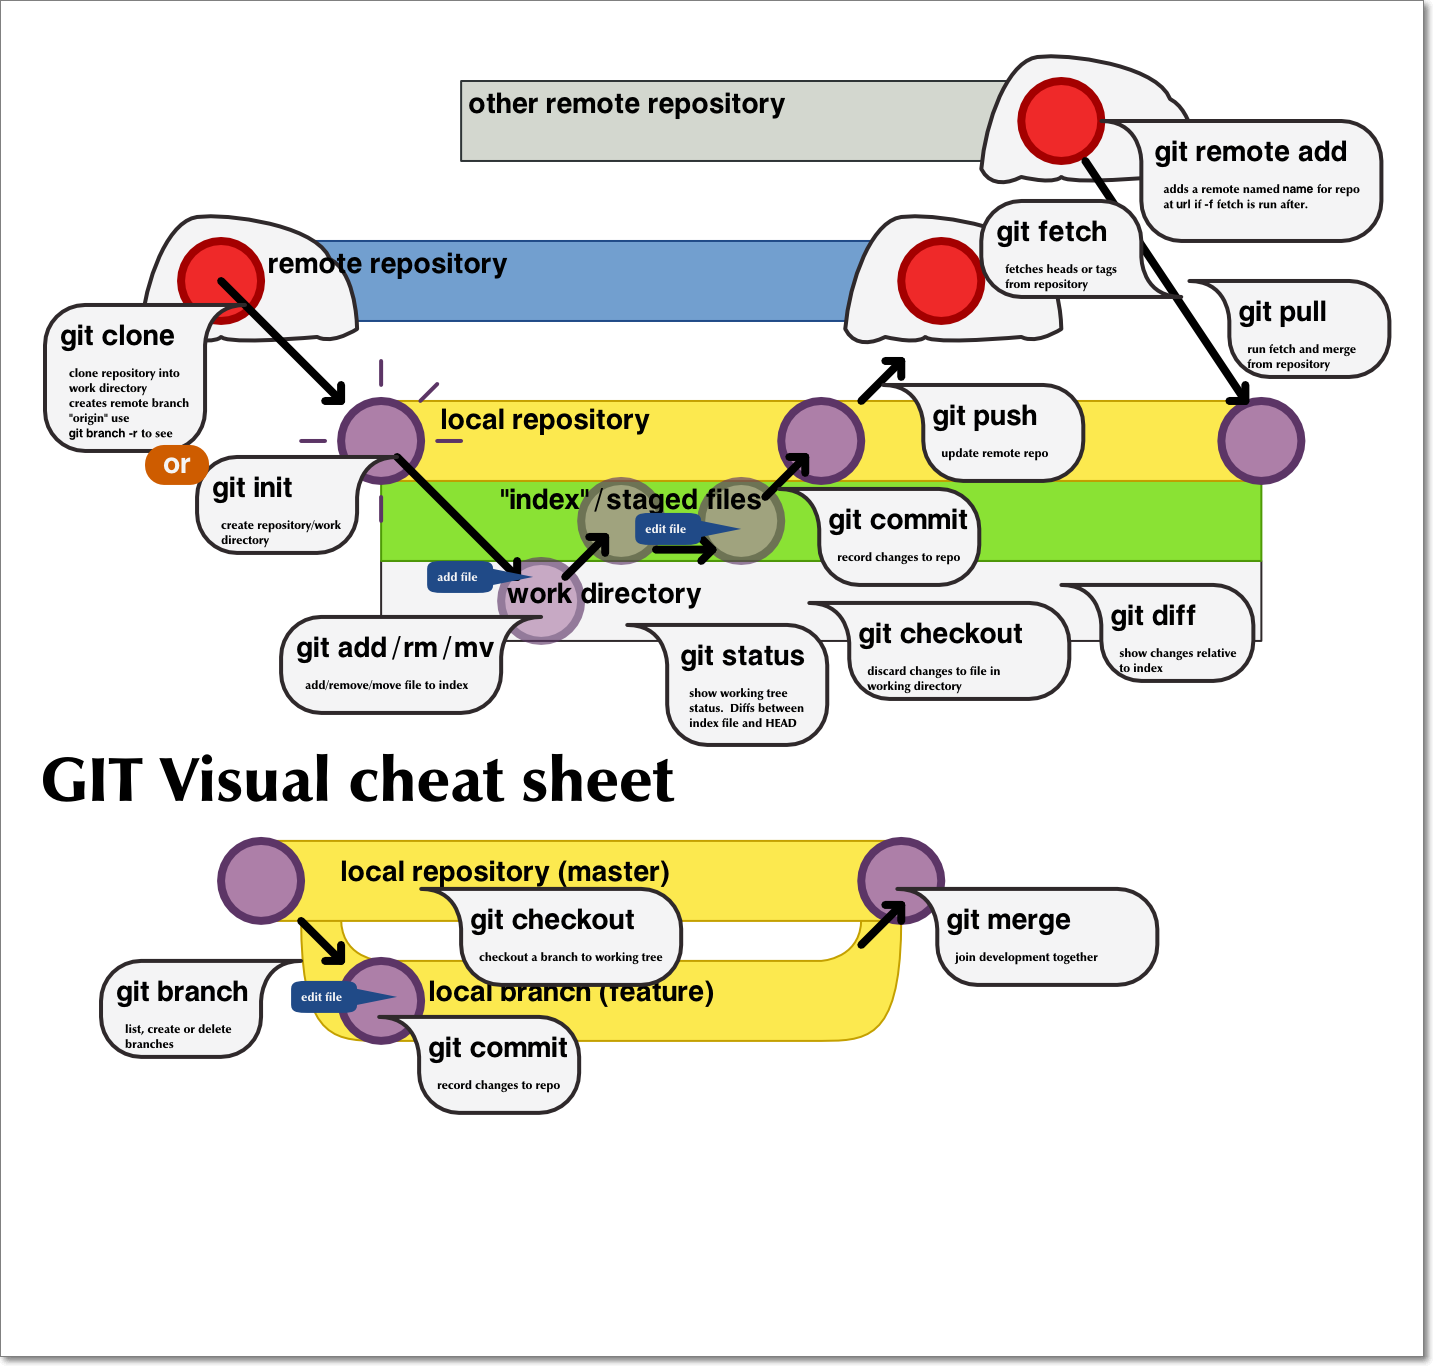 other remote repository
git remote add
adds a remote named name for repo
at url if -f fetch is run after.
git fetch
fetches heads or tags
from repository
remote repository
git pull
run fetch and merge
from repository
git clone
clone repository into
work directory
creates remote branch
"origin" use
git branch -r to see
or
git init
create repository/work
directory
local repository
git push
update remote repo
"index"/staged files
edit file
git commit
record changes to repo
add file
work directory
git add/rm/mv
add/remove/move file to index
git status
show working tree
status. Diffs between
index file and HEAD
git checkout
discard changes to file in
working directory
git diff
show changes relative
to index
GIT Visual cheat sheet
local repository (master)
git checkout
checkout a branch to working tree
git merge
join development together
git branch
list, create or delete
branches
edit file
local branch (feature)
git commit
record changes to repo